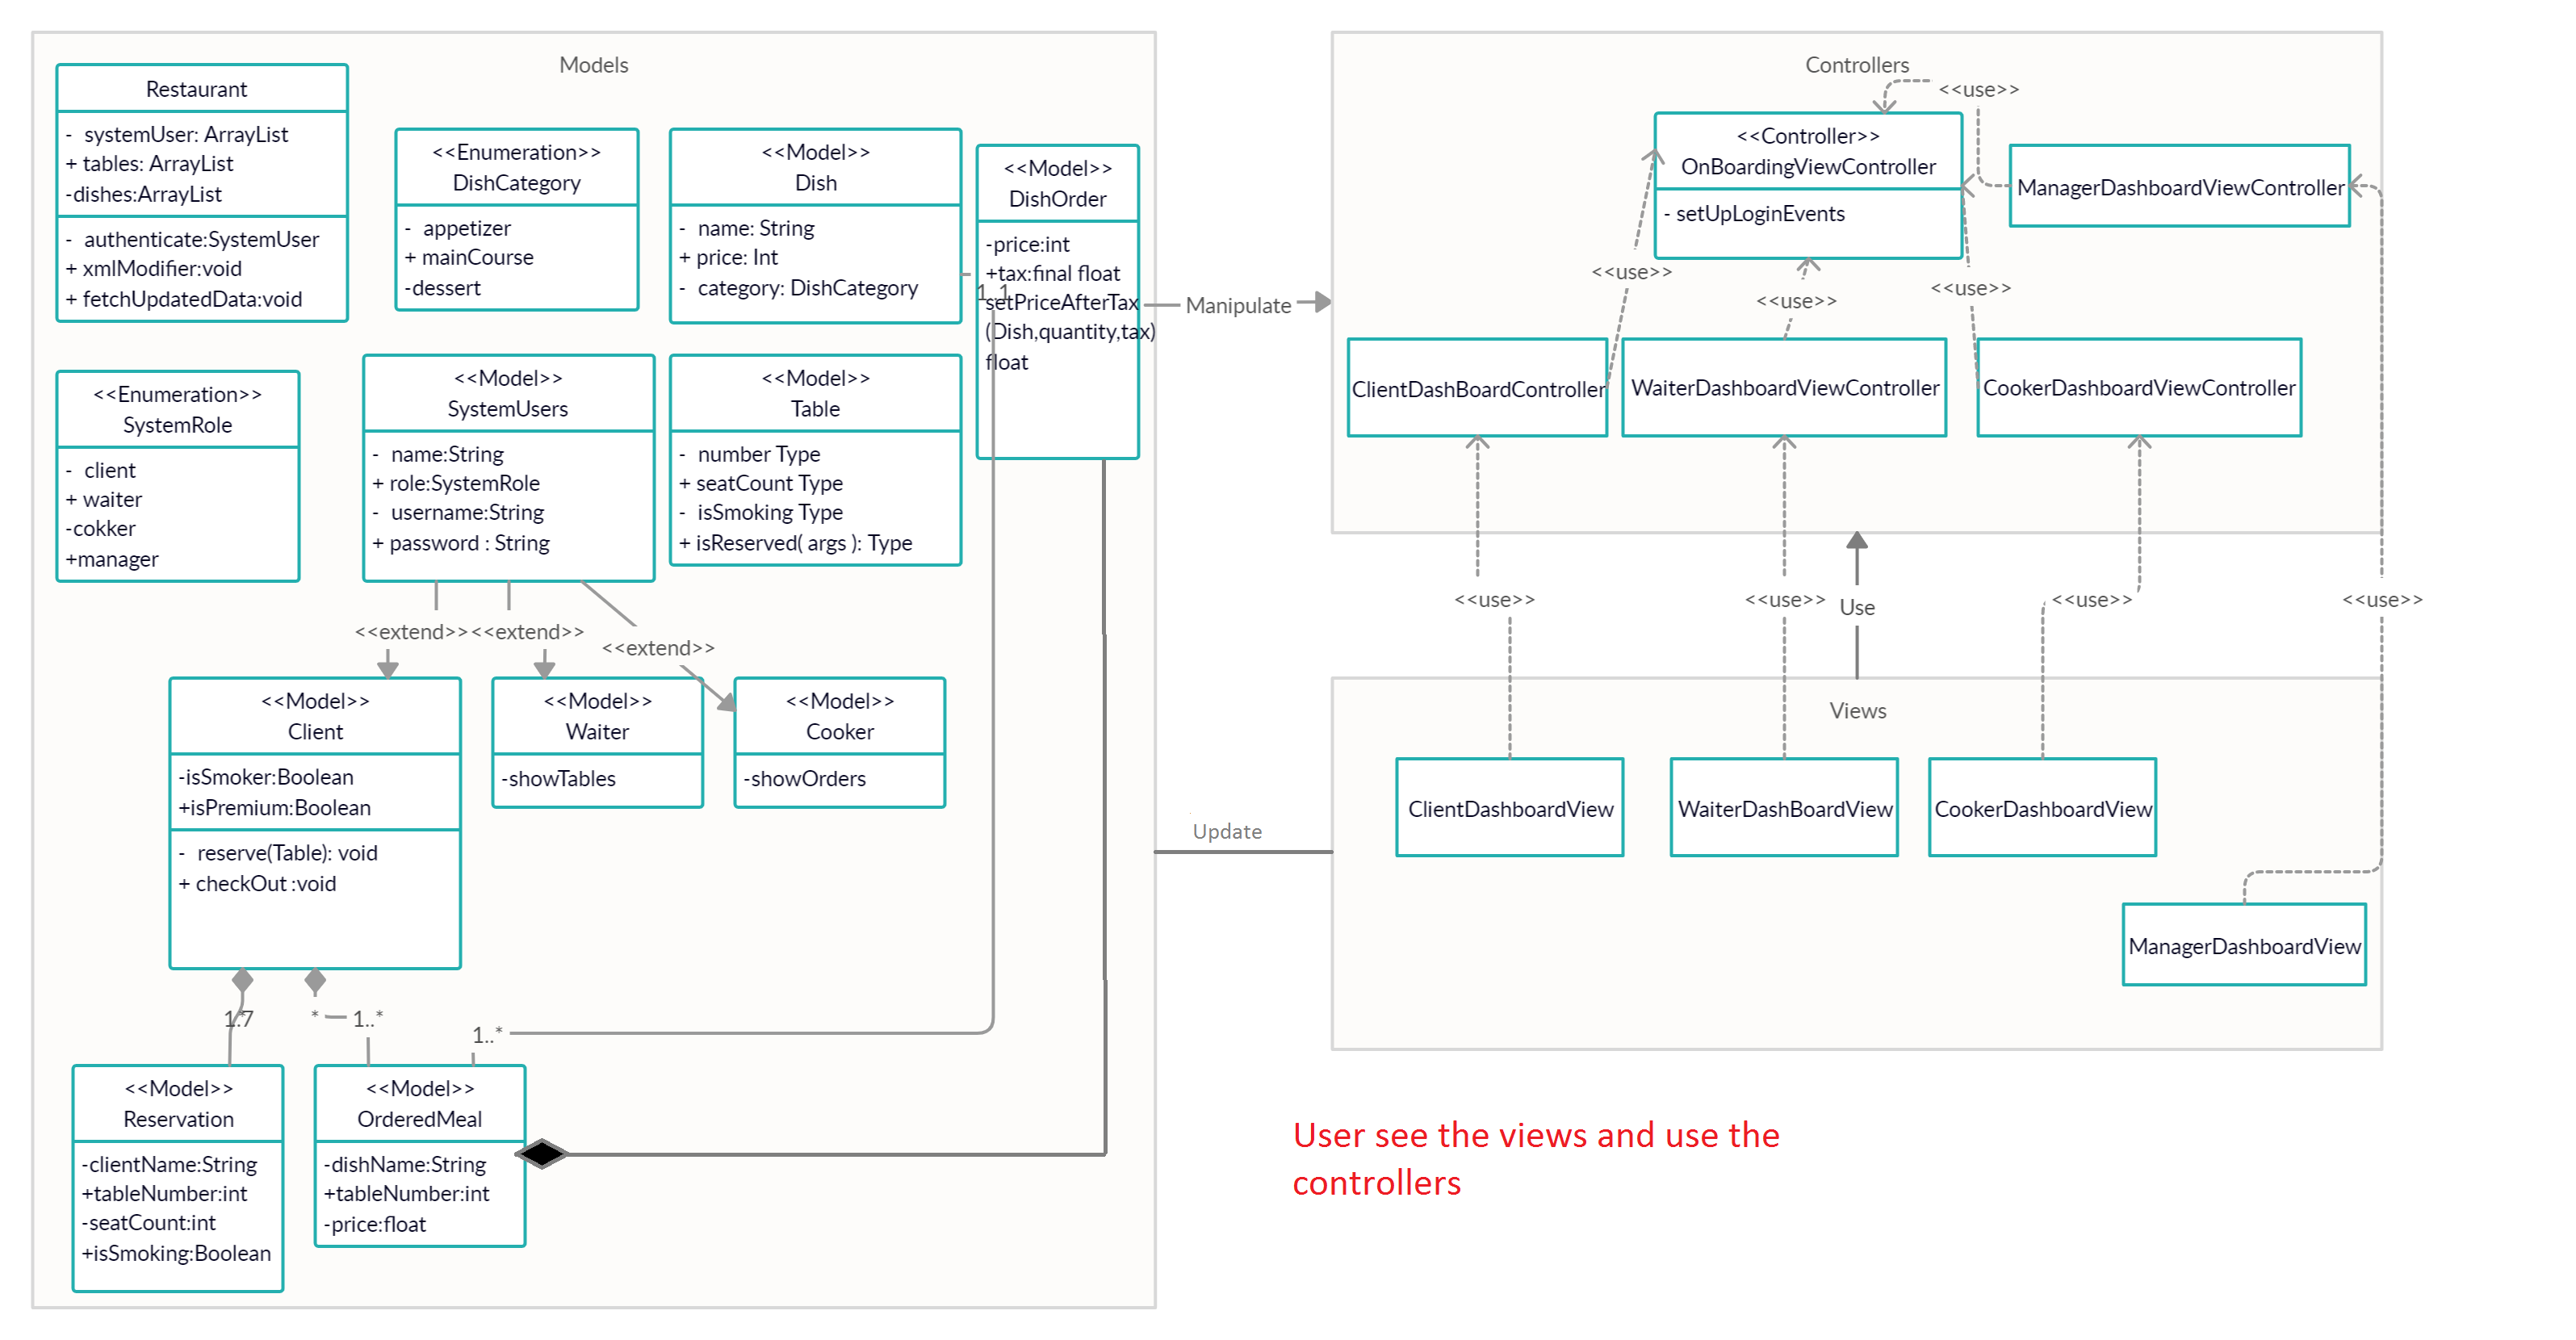 Models
Restaurant
- systemUser: ArrayList
+ tables: ArrayList
-dishes:ArrayList
- authenticate:SystemUser
+ xmlModifier:void
+ fetchUpdatedData:void
<<Enumeration>>
DishCategory
- appetizer
+ mainCourse
-dessert
<<Model>>
Dish
- name: String
+ price: Int
- category: DishCategory
<<Model>>
DishOrder
-price:int
+tax:final float
setPriceAfterTax
(Dish,quantity,tax)
float
1..1
<<Enumeration>>
SystemRole
- client
+ waiter
-cokker
+manager
<<Model>>
SystemUsers
- name:String
+ role:SystemRole
- username:String
+ password : String
<<Model>>
Table
- number Type
+ seatCount Type
- isSmoking Type
+ isReserved( args ): Type
<<extend>>
<<extend>>
<<extend>>
<<Model>>
Client
-isSmoker:Boolean
+isPremium:Boolean
- reserve(Table): void
+ checkOut :void
<<Model>>
Waiter
-showTables
<<Model>>
Cooker
-showOrders
* 1..*
1..*
<<Model>>
Reservation
-clientName:String
+tableNumber:int
-seatCount:int
+isSmoking:Boolean
<<Model>>
OrderedMeal
-dishName:String
+tableNumber:int
-price:float
Manipulate
Update
Controllers
<<use>>
<<Controller>>
OnBoardingViewController
- setUpLoginEvents
ManagerDashboardViewController
<<use>>
<<use>>
<<use>>
ClientDashBoardController
WaiterDashboardViewController
CookerDashboardViewController
<<use>>
<<use>>
Use
<<use>>
<<use>>
Views
ClientDashboardView
WaiterDashBoardView
CookerDashboardView
ManagerDashboardView
User see the views and use the
controllers